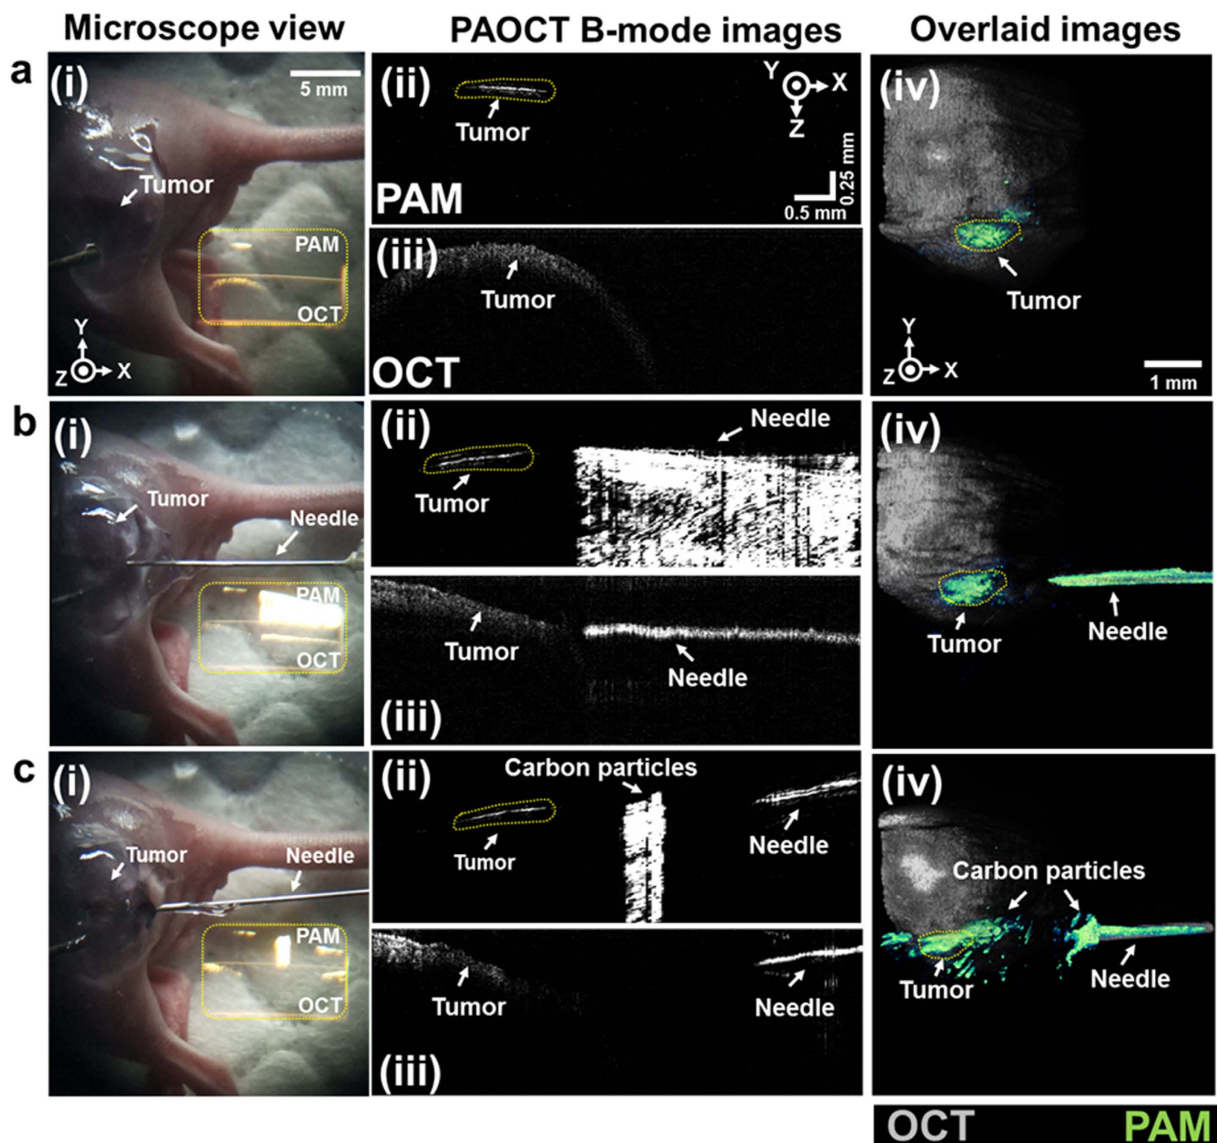 Microscope view
PAOCT B-mode images
Overlaid images
a
(i)
5 mm
Tumor
PAM
OCT
Y
Z
X
(ii)
Tumor
PAM
Y
X
Z
0.25 mm
0.5 mm
(iii)
Tumor
OCT
(iv)
Tumor
Y
Z
X
1 mm
b
(i)
Tumor
Needle
PAM
OCT
(ii)
Needle
Tumor
Tumor
Needle
(iii)
(iv)
Tumor
Needle
c
(i)
Tumor
Needle
PAM
OCT
(ii)
Carbon particles
Tumor
Needle
Tumor
Needle
(iii)
(iv)
Carbon particles
Tumor
Needle
OCT
PAM